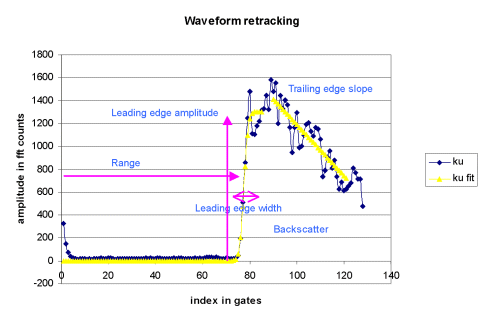 Waveform retracking
amplitude in fft counts
1800
1600
1400
1200
1000
800
600
400
200
0
-200
0
20
40
60
80
100
120
140
index in gates
Trailing edge slope
Leading edge amplitude
Range
Leading edge width
Backscatter
ku
ku fit